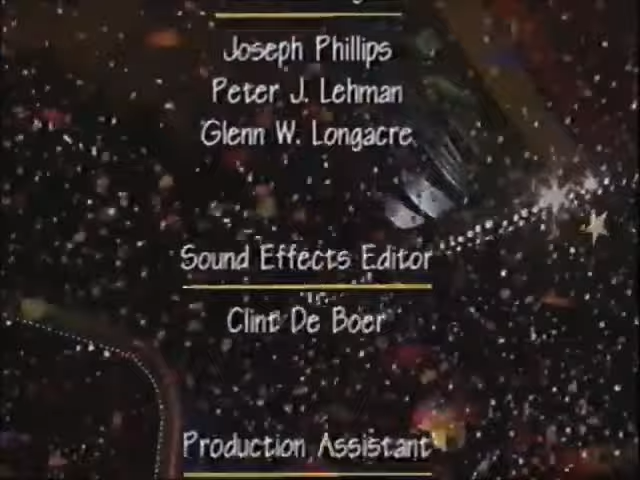 Joseph Phillips
Peter J. Lehman
Glenn W. Longacre
Sound Effects Editor
Clint De Boer
Production Assistant